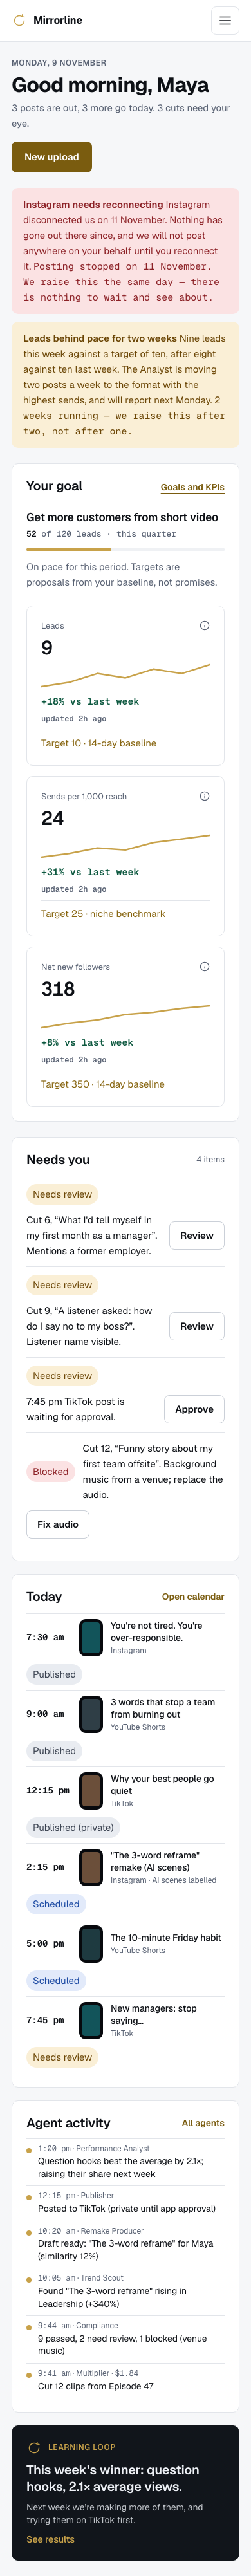 Mirrorline
MONDAY, 9 NOVEMBER
Good morning, Maya
3 posts are out, 3 more go today. 3 cuts need your
eye.
New upload
Instagram needs reconnecting Instagram
disconnected us on 11 November. Nothing has
gone out there since, and we will not post
anywhere on your behalf until you reconnect
it. Posting stopped on 11 November.
We raise this the same day — there
is nothing to wait and see about.
Leads behind pace for two weeks Nine leads
this week against a target of ten, after eight
against ten last week. The Analyst is moving
two posts a week to the format with the
highest sends, and will report next Monday. 2
weeks running — we raise this after
two, not after one.
Your goal
Goals and KPIs
Get more customers from short video
52 of 120 leads · this quarter
On pace for this period. Targets are
proposals from your baseline, not promises.
Leads
9
+18% vs last week
updated 2h ago
Target 10 · 14-day baseline
Sends per 1,000 reach
24
+31% vs last week
updated 2h ago
Target 25 · niche benchmark
Net new followers
318
+8% vs last week
updated 2h ago
Target 350 · 14-day baseline
Needs you
4 items
Needs review
Cut 6, “What I'd tell myself in
my first month as a manager”.
Mentions a former employer.
Review
Needs review
Cut 9, “A listener asked: how
do I say no to my boss?”.
Listener name visible.
Review
Needs review
7:45 pm TikTok post is
waiting for approval.
Approve
Blocked
Cut 12, “Funny story about my
first team offsite”. Background
music from a venue; replace the
audio.
Fix audio
Today
Open calendar
7:30 am
You're not tired. You're
over-responsible.
Instagram
Published
9:00 am
3 words that stop a team
from burning out
YouTube Shorts
Published
12:15 pm
Why your best people go
quiet
TikTok
Published (private)
2:15 pm
"The 3-word reframe"
remake (AI scenes)
Instagram · AI scenes labelled
Scheduled
5:00 pm
The 10-minute Friday habit
YouTube Shorts
Scheduled
7:45 pm
New managers: stop
saying...
TikTok
Needs review
Agent activity
All agents
1:00 pm · Performance Analyst
Question hooks beat the average by 2.1×;
raising their share next week
12:15 pm · Publisher
Posted to TikTok (private until app approval)
10:20 am · Remake Producer
Draft ready: "The 3-word reframe" for Maya
(similarity 12%)
10:05 am · Trend Scout
Found "The 3-word reframe" rising in
Leadership (+340%)
9:44 am · Compliance
9 passed, 2 need review, 1 blocked (venue
music)
9:41 am · Multiplier · $1.84
Cut 12 clips from Episode 47
LEARNING LOOP
This week’s winner: question
hooks, 2.1× average views.
Next week we’re making more of them, and
trying them on TikTok first.
See results